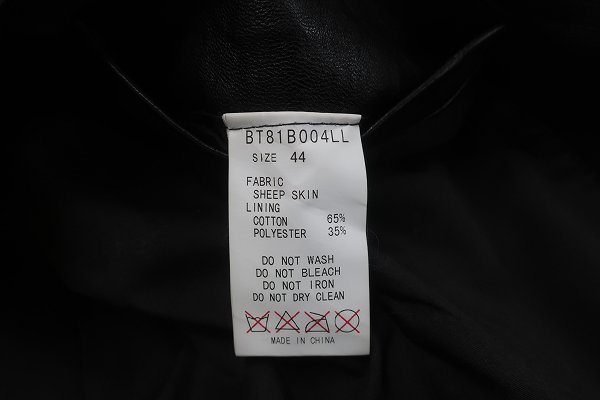 BT81B004LL
SIZE 44
FABRIC
SHEEP SKIN
LINING
COTTON 65%
POLYESTER 35%
DO NOT WASH
DO NOT BLEACH
DO NOT IRON
DO NOT DRY CLEAN
MADE IN CHINA